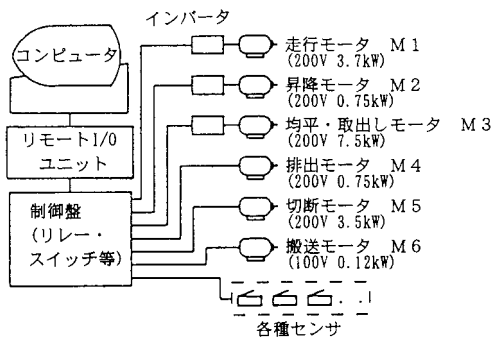 インバータ
コンピュータ
走行モータ M1
(200V 3.7kW)
昇降モータ M2
(200V 0.75kW)
均平・取出しモータ M3
(200V 7.5kW)
リモートI/O
ユニット
排出モータ M4
(200V 0.75kW)
制御盤
(リレー・
スイッチ等)
切断モータ M5
(200V 3.5kW)
搬送モータ M6
(100V 0.12kW)
各種センサ